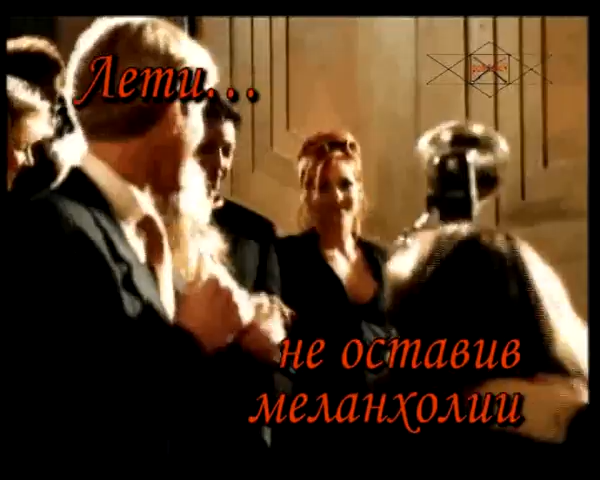 Лети...
не оставив
меланхолии